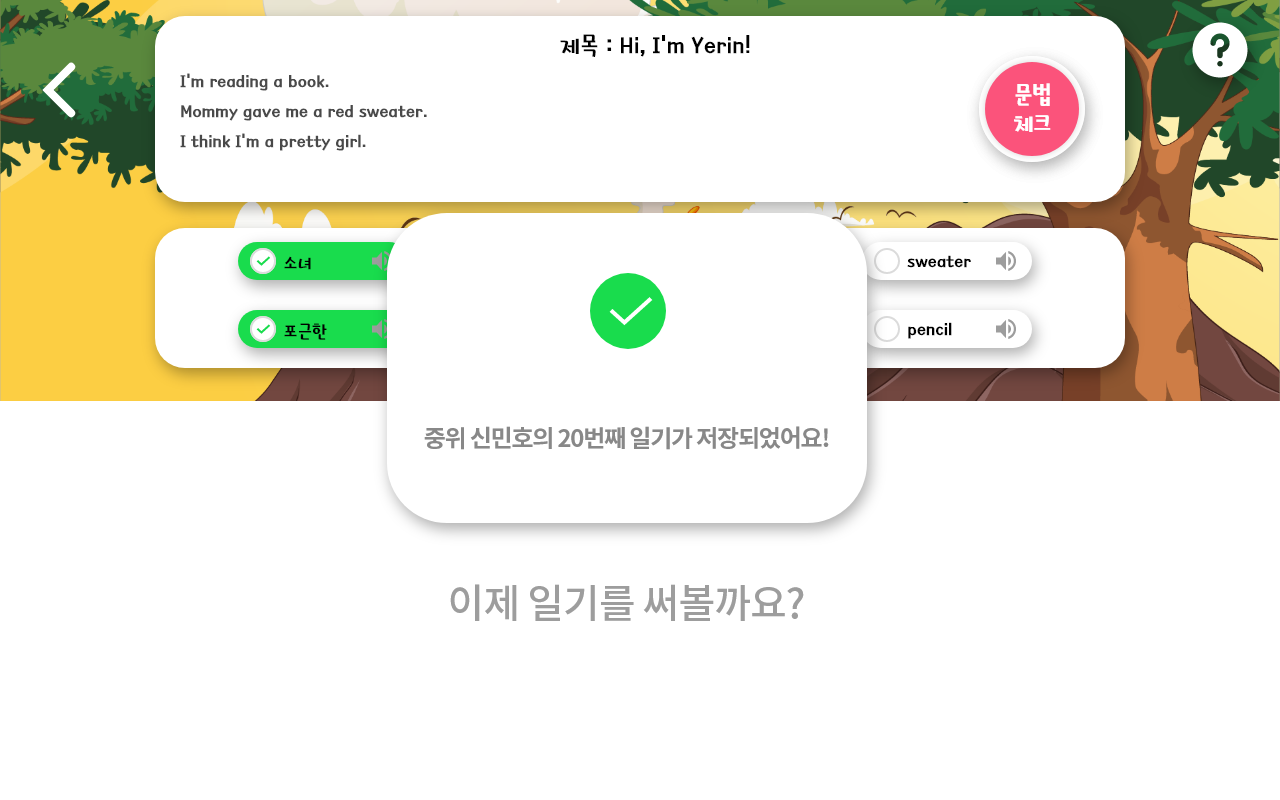 제목 : Hi, I'm Yerin!
I'm reading a book.
Mommy gave me a red sweater.
I think I'm a pretty girl.
문법
체크
?
소녀
sweater
포근한
pencil
중위 신민호의 20번째 일기가 저장되었어요!
이제 일기를 써볼까요?